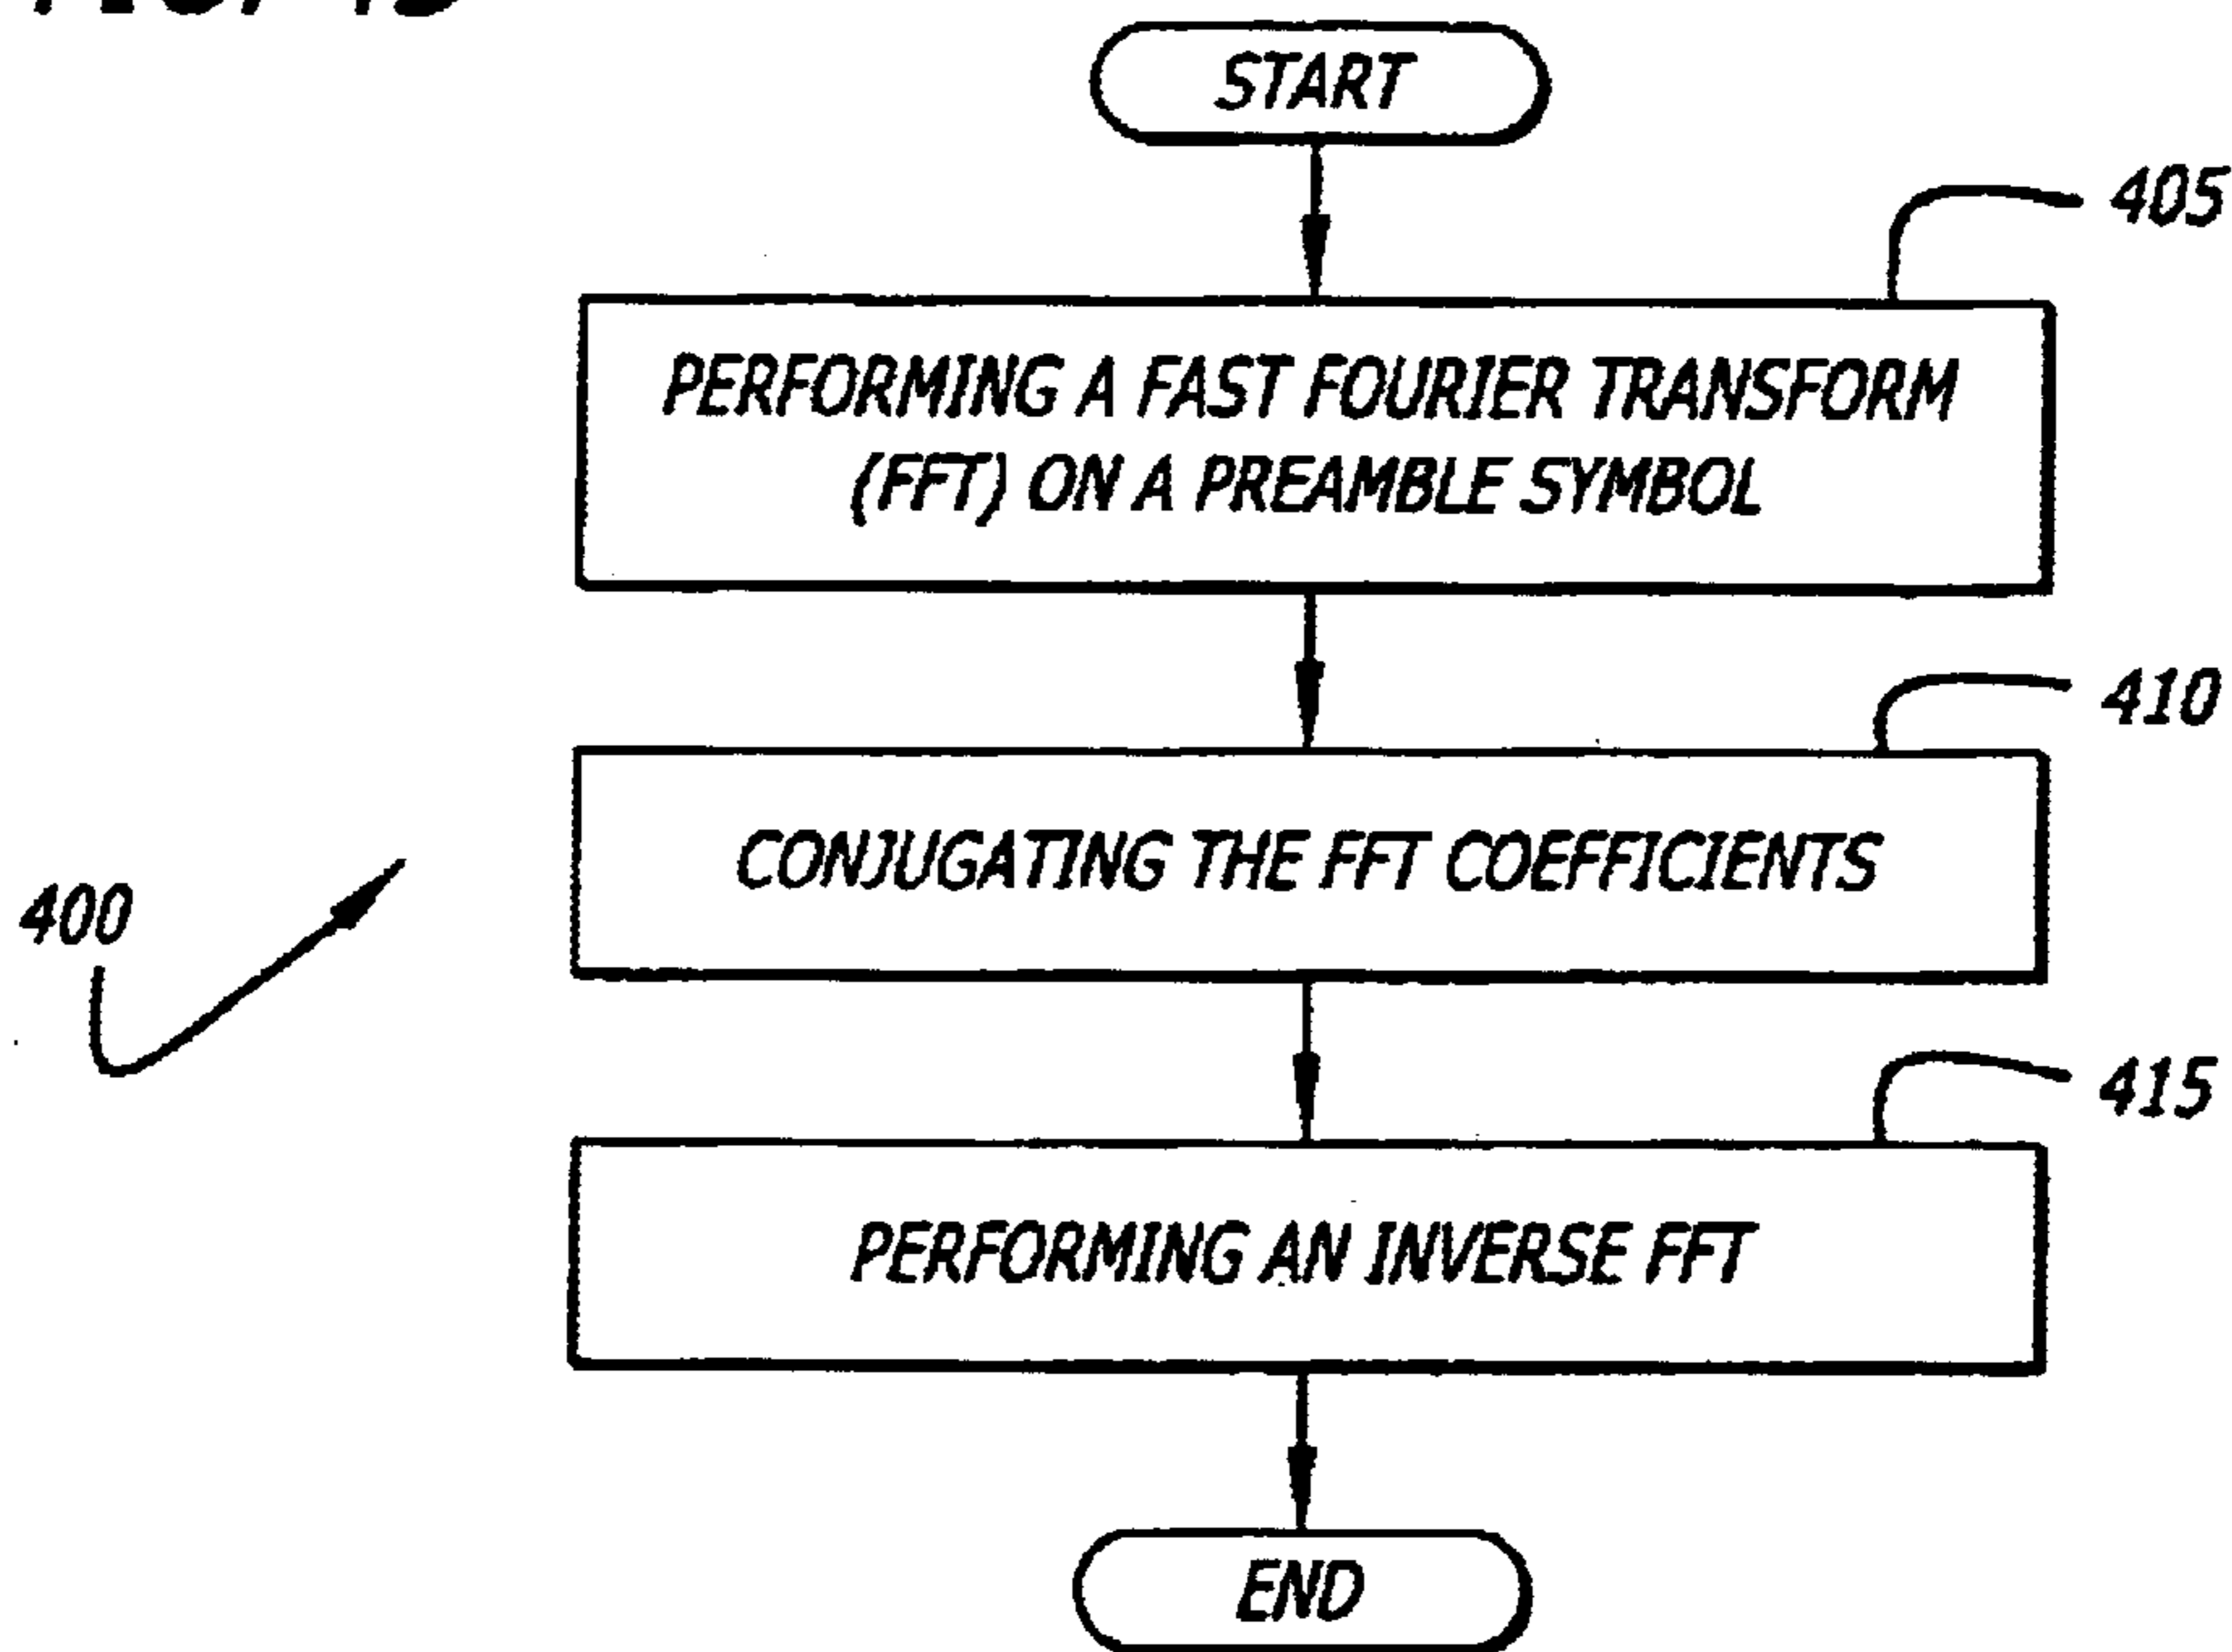 START
405
PERFORMING A FAST FOURIER TRANSFORM
(FFT) ON A PREAMBLE SYMBOL
410
CONJUGATING THE FFT COEFFICIENTS
400
415
PERFORMING AN INVERSE FFT
END